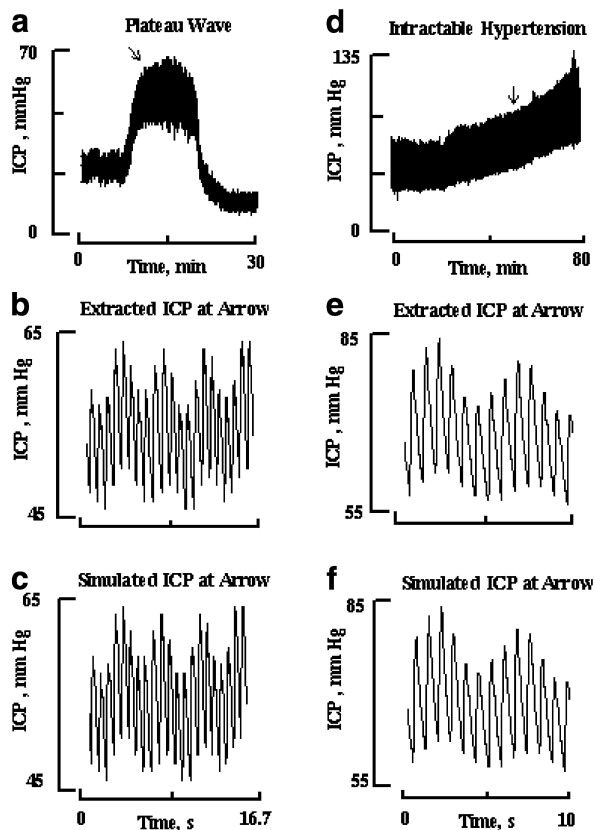 a
Plateau Wave
70
ICP , mmHg
0
0
30
Time, min
d
Intractable Hypertension
135
ICP , mm Hg
0
0
80
Time, min
b
Extracted ICP at Arrow
65
ICP , mm Hg
45
e
Extracted ICP at Arrow
85
ICP , mm Hg
55
c
Simulated ICP at Arrow
65
ICP , mm Hg
45
0
16.7
Time, s
f
Simulated ICP at Arrow
85
ICP , mm Hg
55
0
10
Time, s